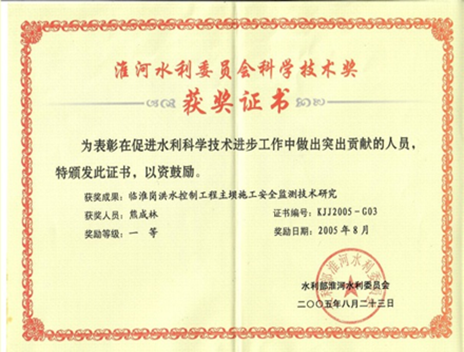 淮河水利委员会科学技术奖
获奖证书
为表彰在促进水利科学技术进步工作中做出突出贡献的人员,
特颁发此证书,以资鼓励。
获奖成果:临淮岗洪水控制工程主坝施工安全监测技术研究
获奖人员:熊成林 证书编号:KJJ2005-G03
奖励等级:一 等 奖励日期:2005年8月
水利部淮河水利委员会
二〇〇五年八月二十三日